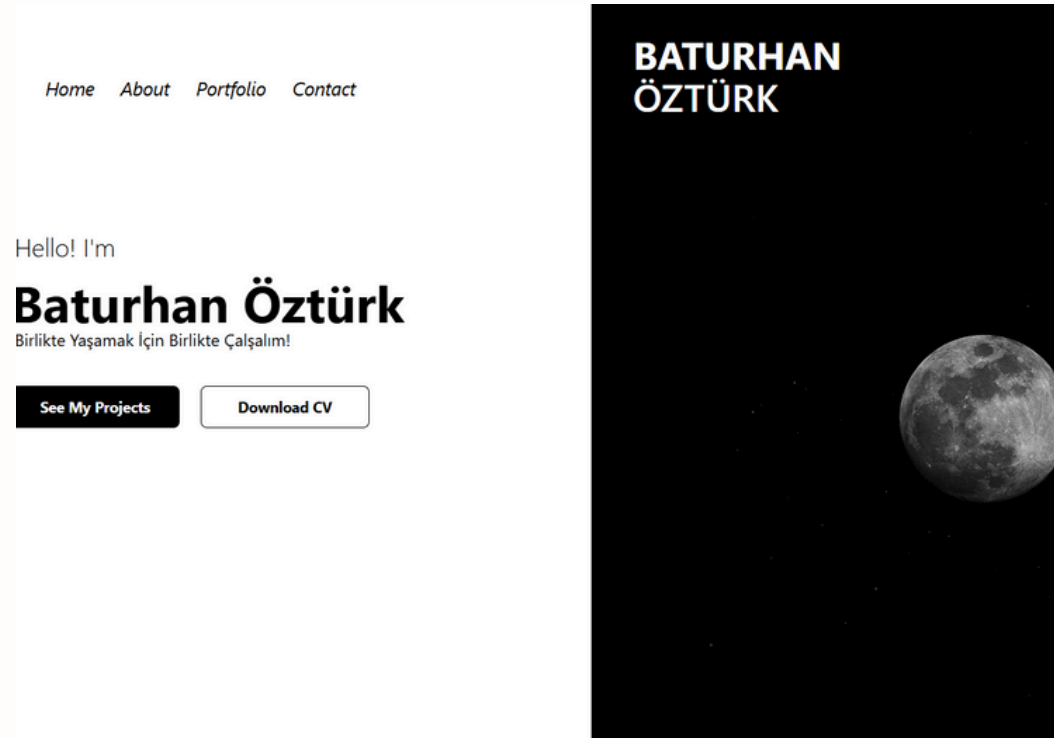 Home About Portfolio Contact
Hello! I'm
Baturhan Öztürk
Birlikte Yaşamak İçin Birlikte Çalşalım!
See My Projects
Download CV
BATURHAN
ÖZTÜRK